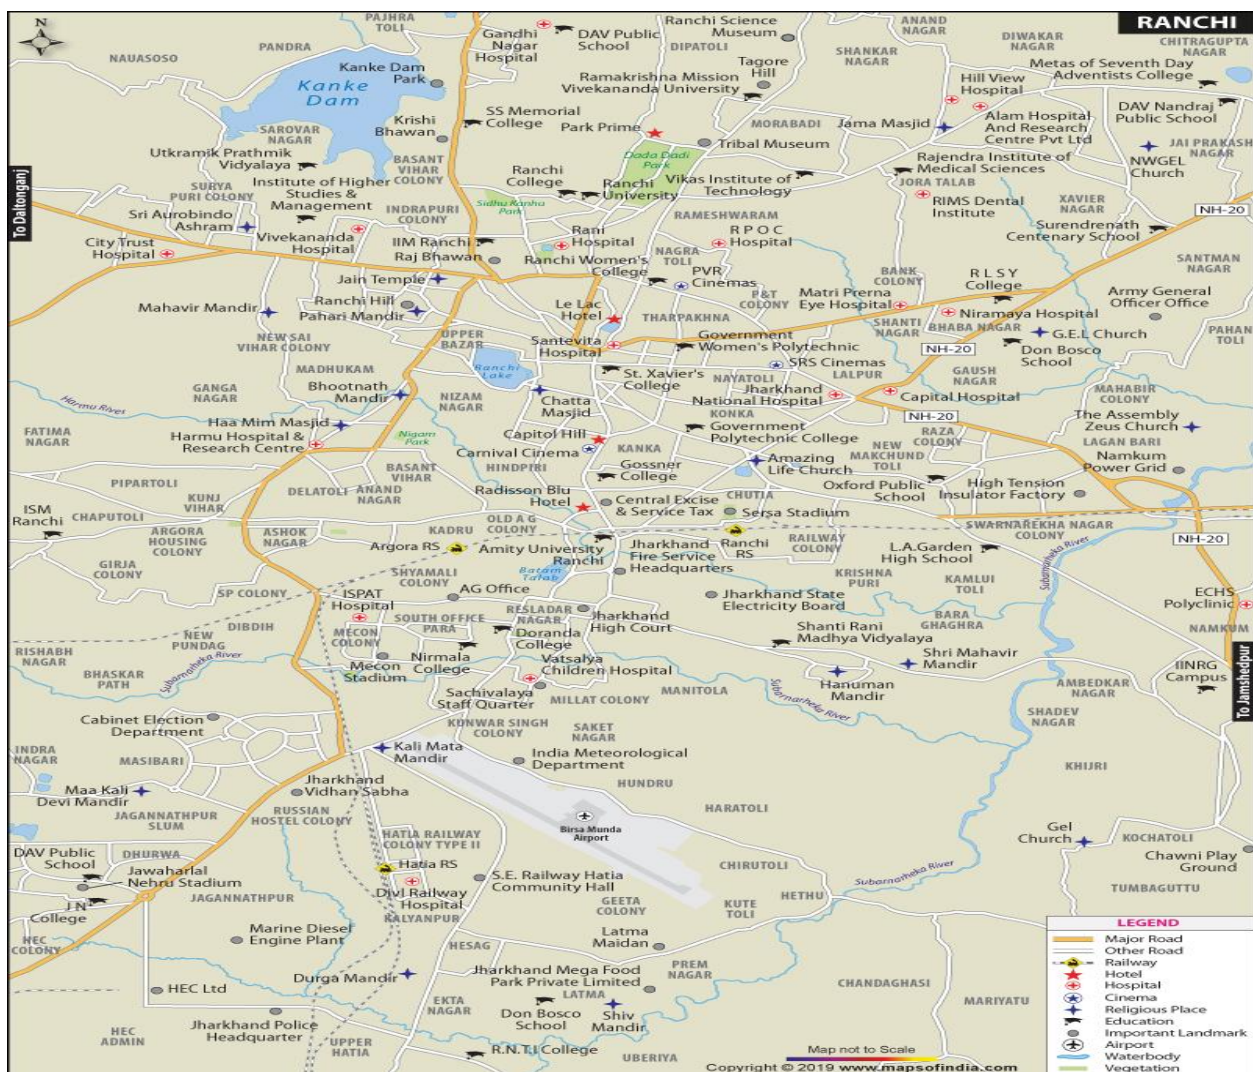 RANCHI
N
PAJHRA
TOLI
Gandhi
Nagar
Hospital
DAV Public
School
Ranchi Science
Museum
DIPATOLI
ANAND
NAGAR
DIWAKAR
NAGAR
CHITRAGUPTA
NAGAR
NAUASOSO
PANDRA
Kanke Dam
Park
Kanke
Dam
Ramakrishna Mission
Vivekananda University
Tagore
Hill
SHANKAR
NAGAR
Hill View
Hospital
Metas of Seventh Day
Adventists College
SS Memorial
College
Krishi
Bhawan
Park Prime
MORABADI
Jama Masjid
Alam Hospital
And Research
Centre Pvt Ltd
DAV Nandraj
Public School
SAROVAR
NAGAR
Utkramik Prathmik
Vidyalaya
BASANT
VIHAR
COLONY
Dada Dadi
Park
Tribal Museum
Rajendra Institute of
Medical Sciences
NWGEL
Church
JAI PRAKASH
NAGAR
To Daltonganj
SURYA
PURI COLONY
Institute of Higher
Studies &
Management
Ranchi
College
Ranchi
University
Vikas Institute of
Technology
JORA TALAB
RIMS Dental
Institute
XAVIER
NAGAR
NH-20
Sri Aurobindo
Ashram
INDRAPURI
COLONY
Sidhu Kanhu
Park
RAMESHWARAM
R P O C
Hospital
Surendrenath
Centenary School
City Trust
Hospital
Vivekananda
Hospital
IIM Ranchi
Raj Bhawan
Rani
Hospital
Ranchi Women's
College
NAGRA
TOLI
PVR
Cinemas
SANTMAN
NAGAR
BANK
COLONY
R L S Y
College
Army General
Officer Office
Jain Temple
Mahavir Mandir
Ranchi Hill
Pahari Mandir
Le Lac
Hotel
P&T
COLONY
Matri Prerna
Eye Hospital
Niramaya Hospital
THARPAKHNA
SHANTI
NAGAR
BHABA NAGAR
G.E.L Church
PAHAN
TOLI
NEW SAI
VIHAR COLONY
UPPER
BAZAR
Santevita
Hospital
Government
Women's Polytechnic
NH-20
Don Bosco
School
MADHUKAM
Ranchi
Lake
SRS Cinemas
St. Xavier's
College
NAYATOLI
LALPUR
GAUSH
NAGAR
GANGA
NAGAR
Bhootnath
Mandir
NIZAM
NAGAR
Chatta
Masjid
Jharkhand
National Hospital
Capital Hospital
MAHABIR
COLONY
Harmu River
KONKA
NH-20
The Assembly
Zeus Church
Haa Mim Masjid
Harmu Hospital &
Research Centre
FATIMA
NAGAR
Nigam
Park
Capitol Hill
Carnival Cinema
KANKA
Government
Polytechnic College
RAZA
COLONY
LAGAN BARI
NEW
MAKCHUND
TOLI
Namkum
Power Grid
PIPARTOLI
BASANT
VIHAR
HINDPIRI
Gossner
College
Amazing
Life Church
Oxford Public
School
High Tension
Insulator Factory
KUNJ
VIHAR
DELATOLI
ANAND
NAGAR
Radisson Blu
Hotel
Central Excise
& Service Tax
CHUTIA
Sersa Stadium
ISM
Ranchi
CHAPUTOLI
ARGORA
HOUSING
COLONY
ASHOK
NAGAR
KADRU
OLD A G
COLONY
SWARNAREKHA NAGAR
COLONY
Argora RS
Amity University
Ranchi
Jharkhand
Fire Service
Headquarters
Ranchi
RS
RAILWAY
COLONY
L.A.Garden
High School
NH-20
GIRJA
COLONY
SHYAMALI
COLONY
Batam
Talab
KRISHNA
PURI
KAMLUI
TOLI
Subarnarheka River
SP COLONY
ISPAT
Hospital
AG Office
Jharkhand State
Electricity Board
ECHS
Polyclinic
DIBDIH
SOUTH OFFICE
PARA
RESLADAR
NAGAR
Jharkhand
High Court
BARA
GHAGHRA
NAMKUM
NEW
PUNDAG
MECON
COLONY
Doranda
College
Shanti Rani
Madhya Vidyalaya
RISHABH
NAGAR
Subarnarheka River
Mecon
Stadium
Nirmala
College
Vatsalya
Children Hospital
Shri Mahavir
Mandir
IINRG
Campus
To Jamshedpur
BHASKAR
PATH
Sachivalaya
Staff Quarter
MILLAT COLONY
MANITOLA
Subarnarheka River
Hanuman
Mandir
AMBEDKAR
NAGAR
Cabinet Election
Department
KUNWAR SINGH
COLONY
SAKET
NAGAR
SHADEV
NAGAR
INDRA
NAGAR
MASIBARI
Kali Mata
Mandir
India Meteorological
Department
KHIJRI
Maa Kali
Devi Mandir
Jharkhand
Vidhan Sabha
HUNDRU
HARATOLI
JAGANNATHPUR
SLUM
RUSSIAN
HOSTEL COLONY
Birsa Munda
Airport
HATIA RAILWAY
COLONY TYPE II
Gel
Church
KOCHATOLI
DAV Public
School
DHURWA
Hatia RS
CHIRUTOLI
Subarnarheka River
Chawni Play
Ground
Jawaharlal
Nehru Stadium
Divl Railway
Hospital
S.E. Railway Hatia
Community Hall
TUMBAGUTTU
J N
College
JAGANNATHPUR
KALYANPUR
GEETA
COLONY
KUTE
TOLI
HETHU
HEC
COLONY
Marine Diesel
Engine Plant
HESAG
Latma
Maidan
Durga Mandir
Jharkhand Mega Food
Park Private Limited
PREM
NAGAR
CHANDAGHASI
HEC Ltd
EKTA
NAGAR
LATMA
Don Bosco
School
Shiv
Mandir
MARIYATU
HEC
ADMIN
Jharkhand Police
Headquarter
UPPER
HATIA
R.N.T.I College
UBERIYA
LEGEND
Major Road
Other Road
Railway
Hotel
Hospital
Cinema
Religious Place
Education
Important Landmark
Airport
Waterbody
Vegetation
Map not to Scale
Copyright © 2019 www.mapsofindia.com